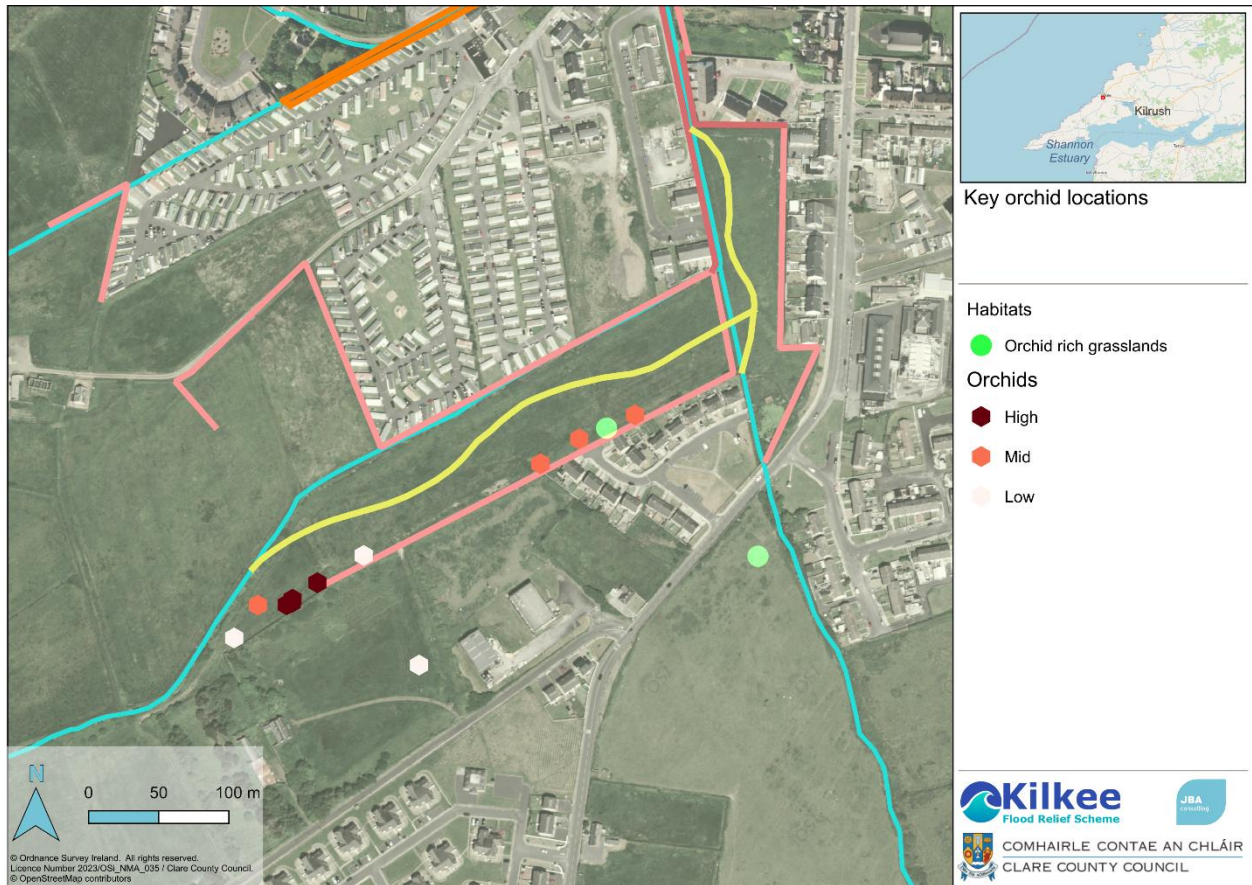 Kilrush
Shannon
Estuary
Key orchid locations
Habitats
Orchid rich grasslands
Orchids
High
Mid
Low
N
0 50 100 m
© Ordnance Survey Ireland. All rights reserved.
Licence Number 2023/OSi_NMA_035 / Clare County Council.
© OpenStreetMap contributors
Kilkee
Flood Relief Scheme
JBA
consulting
COMHAIRLE CONTAE AN CHLÁIR
CLARE COUNTY COUNCIL